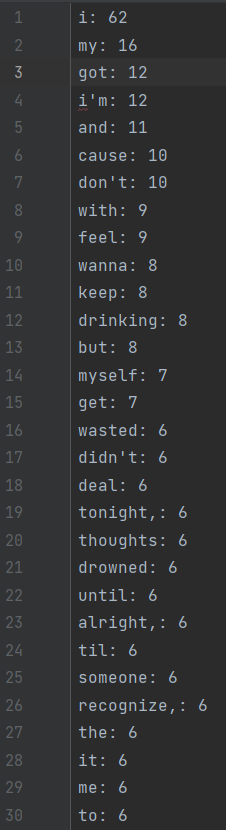 1 i: 62
2 my: 16
3 got: 12
4 i'm: 12
5 and: 11
6 cause: 10
7 don't: 10
8 with: 9
9 feel: 9
10 wanna: 8
11 keep: 8
12 drinking: 8
13 but: 8
14 myself: 7
15 get: 7
16 wasted: 6
17 didn't: 6
18 deal: 6
19 tonight,: 6
20 thoughts: 6
21 drowned: 6
22 until: 6
23 alright,: 6
24 til: 6
25 someone: 6
26 recognize,: 6
27 the: 6
28 it: 6
29 me: 6
30 to: 6